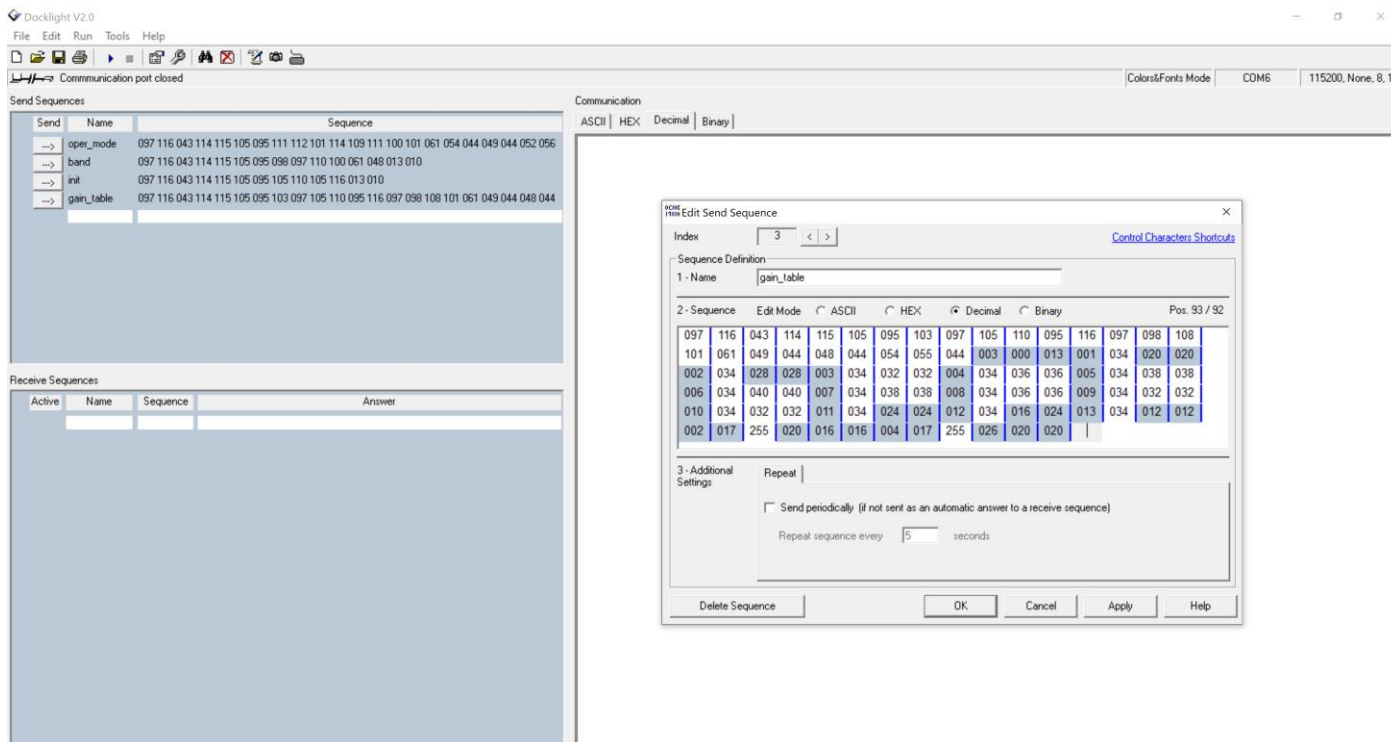 Docklight V2.0
File Edit Run Tools Help
Commmunication port closed
Colors&Fonts Mode COM6 115200, None, 8, 1
Send Sequences
Send Name Sequence
---> oper_mode 097 116 043 114 115 105 095 111 112 101 114 109 111 100 101 061 054 044 049 044 052 056
---> band 097 116 043 114 115 105 095 098 097 110 100 061 048 013 010
---> init 097 116 043 114 115 105 095 105 110 105 116 013 010
---> gain_table 097 116 043 114 115 105 095 103 097 105 110 095 116 097 098 108 101 061 049 044 048 044
Receive Sequences
Active Name Sequence Answer
Communication
ASCII HEX Decimal Binary
Edit Send Sequence
Index 3 < >
Control Characters Shortcuts
Sequence Definition
1 - Name gain_table
2 - Sequence Edit Mode ASCII HEX Decimal Binary Pos. 93 / 92
097 116 043 114 115 105 095 103 097 105 110 095 116 097 098 108
101 061 049 044 048 044 054 055 044 003 000 013 001 034 020 020
002 034 028 028 003 034 032 032 004 034 036 036 005 034 038 038
006 034 040 040 007 034 038 038 008 034 036 036 009 034 032 032
010 034 032 032 011 034 024 024 012 034 016 024 013 034 012 012
002 017 255 020 016 016 004 017 255 026 020 020
3 - Additional
Settings
Repeat
Send periodically (if not sent as an automatic answer to a receive sequence)
Repeat sequence every 5 seconds
Delete Sequence OK Cancel Apply Help